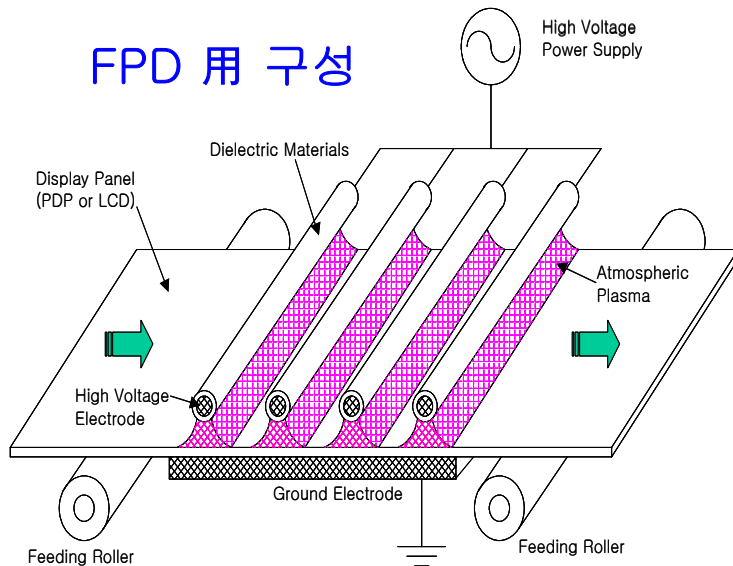 FPD 用 구성
High Voltage
Power Supply
Dielectric Materials
Display Panel
(PDP or LCD)
Atmospheric
Plasma
High Voltage
Electrode
Ground Electrode
Feeding Roller
Feeding Roller